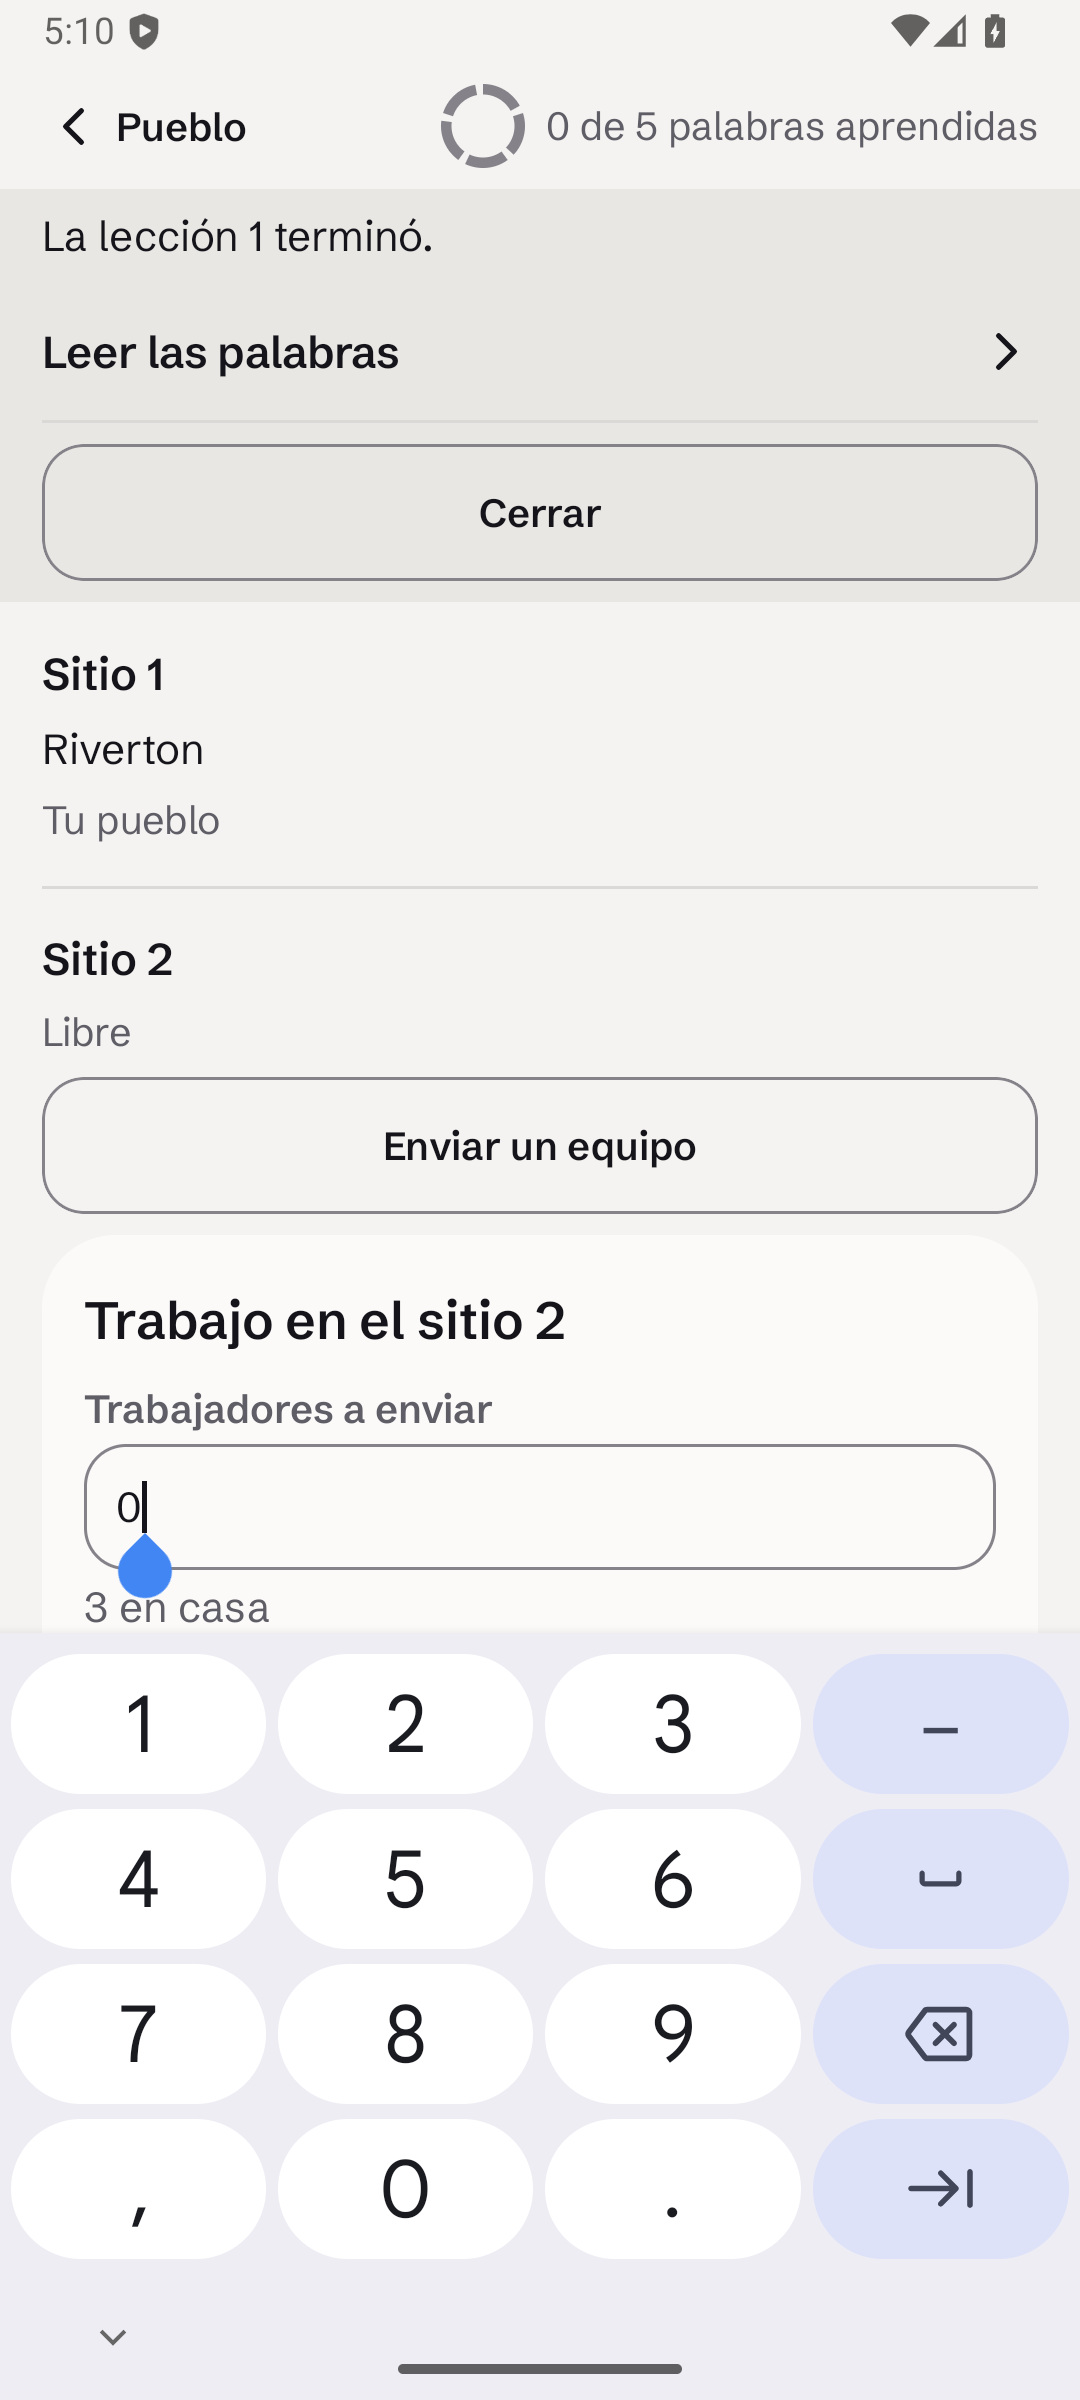 5:10
Pueblo
0 de 5 palabras aprendidas
La lección 1 terminó.
Leer las palabras
Cerrar
Sitio 1
Riverton
Tu pueblo
Sitio 2
Libre
Enviar un equipo
Trabajo en el sitio 2
Trabajadores a enviar
0
3 en casa
1 2 3 –
4 5 6
7 8 9
, 0 .